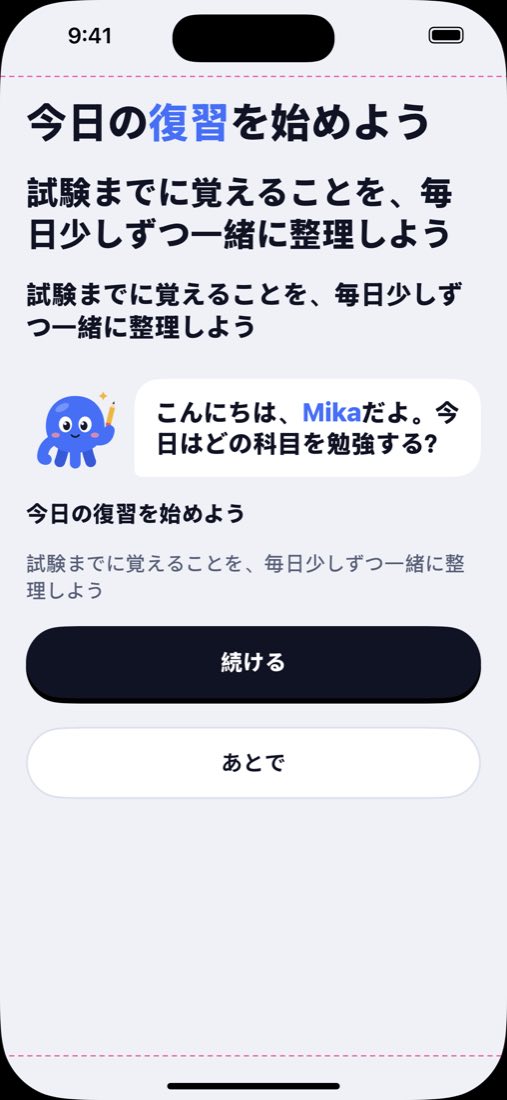 9:41
今日の復習を始めよう
試験までに覚えることを、毎
日少しずつ一緒に整理しよう
試験までに覚えることを、毎日少しず
つ一緒に整理しよう
こんにちは、Mikaだよ。今
日はどの科目を勉強する?
今日の復習を始めよう
試験までに覚えることを、毎日少しずつ一緒に整
理しよう
続ける
あとで